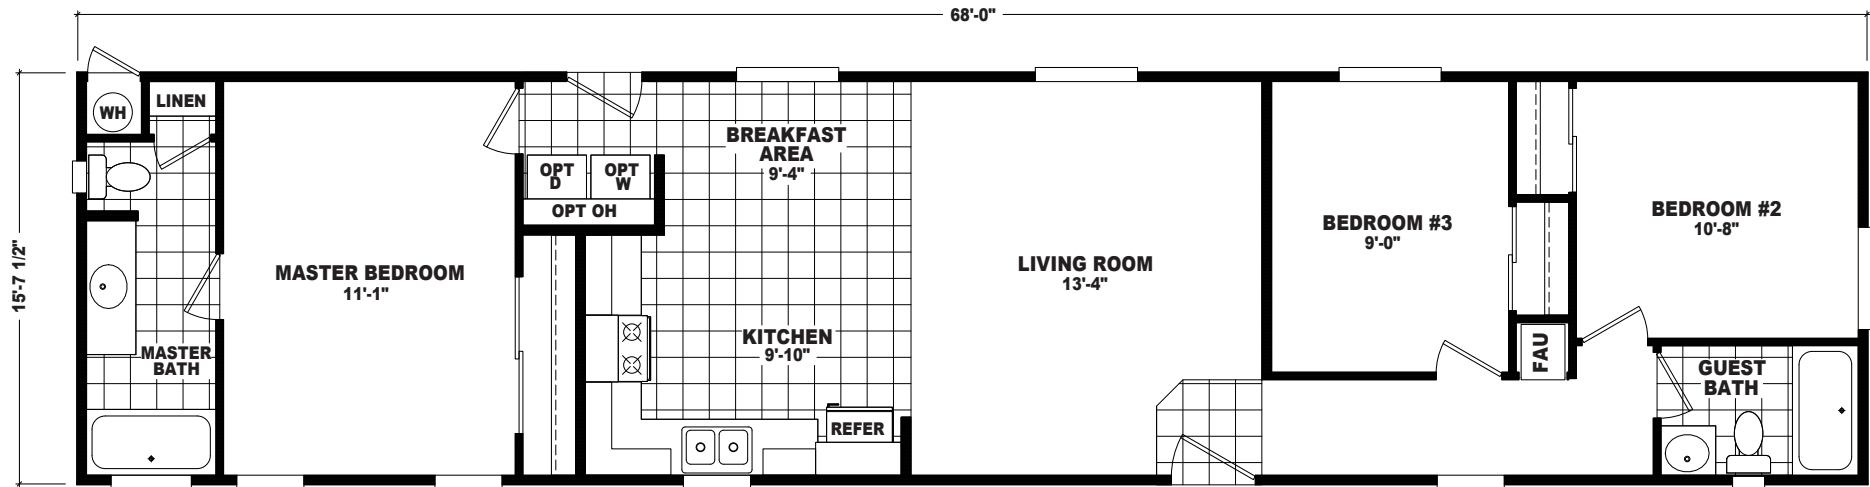 68'-0"
15'-7 1/2"
WH
LINEN
MASTER
BATH
MASTER BEDROOM
11'-1"
OPT
D
OPT
W
OPT OH
BREAKFAST
AREA
9'-4"
KITCHEN
9'-10"
REFER
LIVING ROOM
13'-4"
BEDROOM #3
9'-0"
FAU
BEDROOM #2
10'-8"
GUEST
BATH